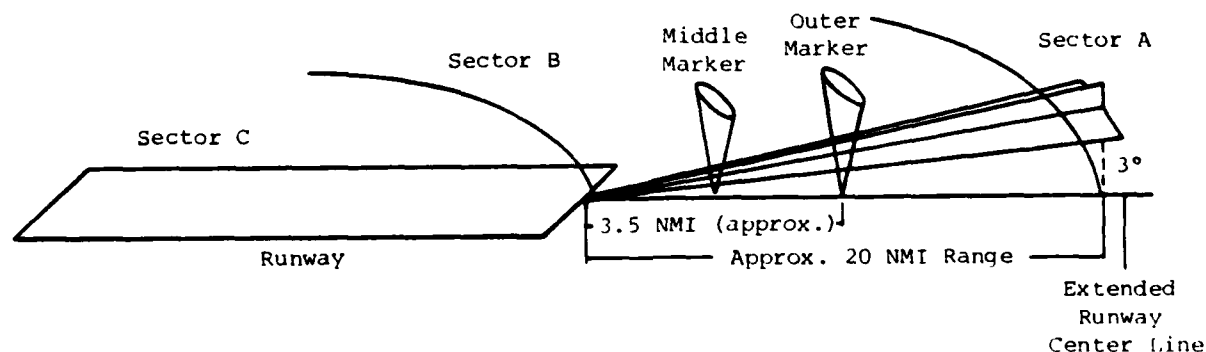 Outer
Marker
Middle
Marker
Sector A
Sector B
Sector C
3°
3.5 NMI (approx.)
Runway
Approx. 20 NMI Range
Extended
Runway
Center Line